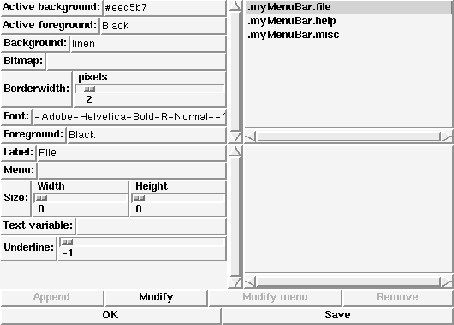 Active background: #eed5b7
Active foreground: Black
Background: linen
Bitmap:
pixels
Borderwidth:
2
Font: -Adobe-Helvetica-Bold-R-Normal--
Foreground: Black
Label: File
Menu:
Width Height
Size:
0 0
Text variable:
Underline:
-1
.myMenuBar.file
.myMenuBar.help
.myMenuBar.misc
Append Modify Modify menu Remove
OK Save